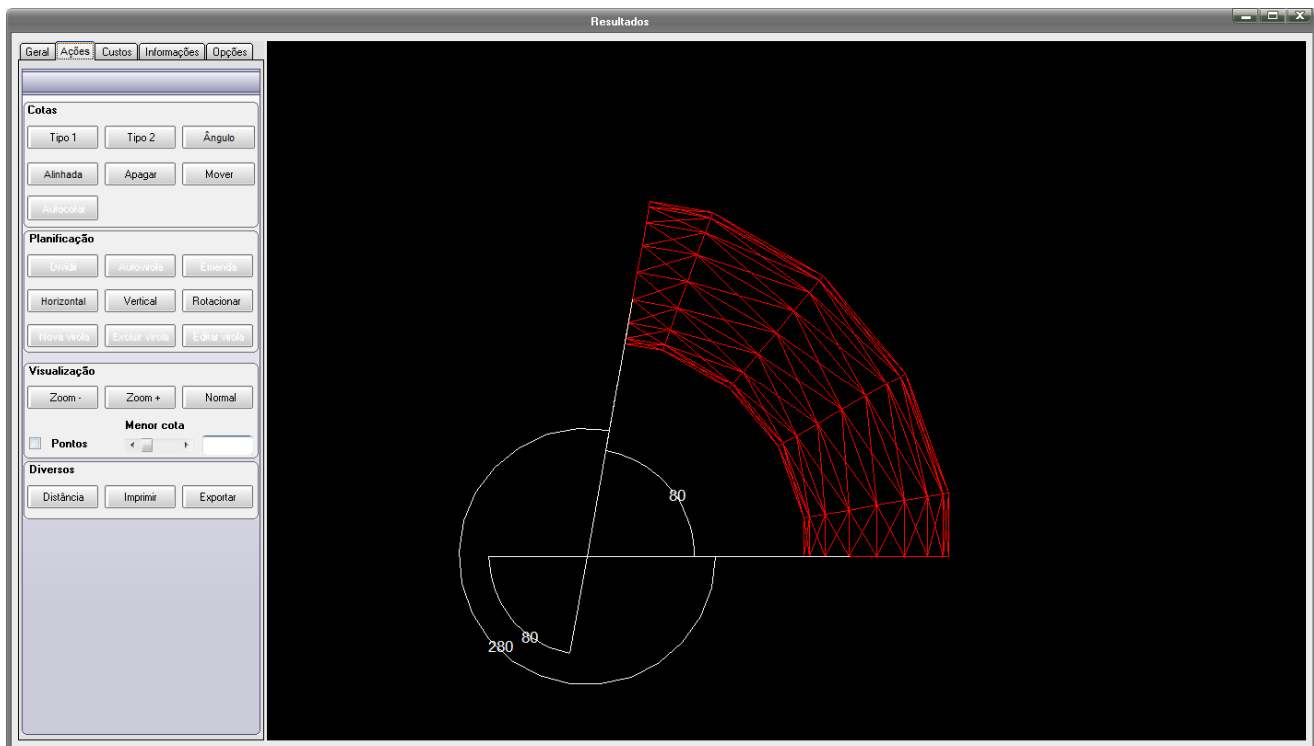 Resultados
Geral Ações Custos Informações Opções
Cotas
Tipo 1 Tipo 2 Ângulo
Alinhada Apagar Mover
Autocotar
Planificação
Dividir Autovirola Emenda
Horizontal Vertical Rotacionar
Nova virola Excluir virola Editar virola
Visualização
Zoom - Zoom + Normal
Menor cota
Pontos
Diversos
Distância Imprimir Exportar
80
80
280